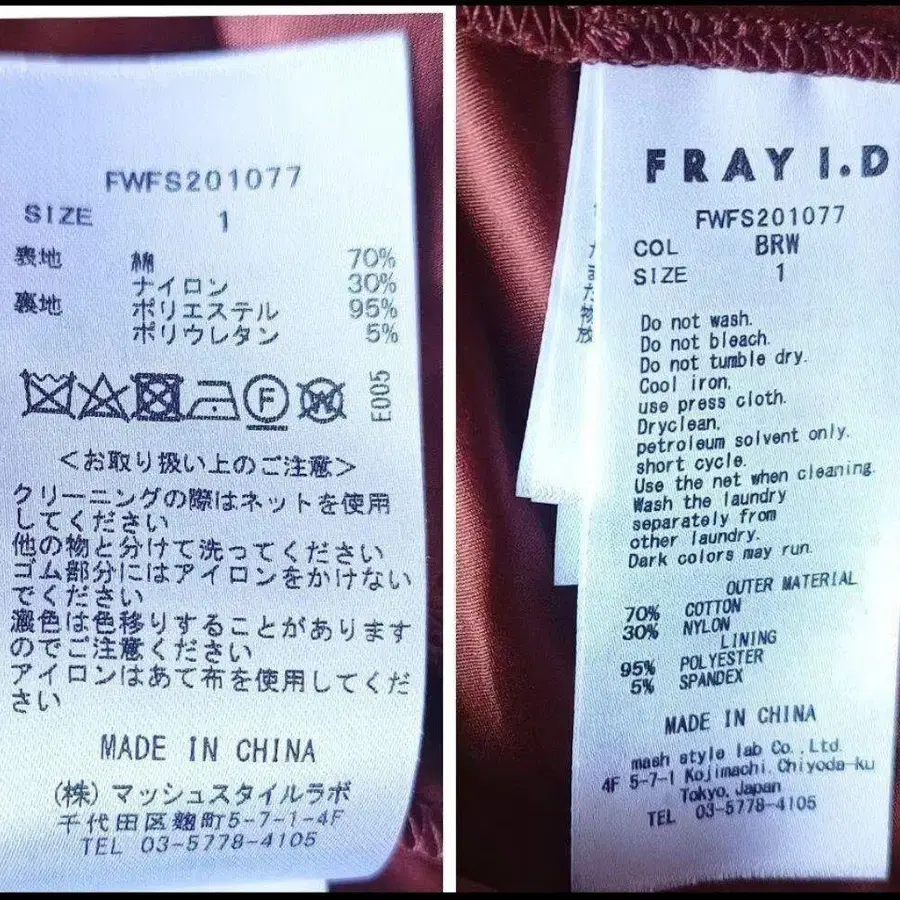 FWFS201077
SIZE 1
表地 綿 70%
ナイロン 30%
裏地 ポリエステル 95%
ポリウレタン 5%
F W E005
<お取り扱い上のご注意>
クリーニングの際はネットを使用
してください
他の物と分けて洗ってください
ゴム部分にはアイロンをかけない
でください
濃色は色移りすることがあります
のでご注意ください
アイロンはあて布を使用してくだ
さい
MADE IN CHINA
(株)マッシュスタイルラボ
千代田区麹町5-7-1-4F
TEL 03-5778-4105
FRAY I.D
FWFS201077
COL BRW
SIZE 1
Do not wash.
Do not bleach.
Do not tumble dry.
Cool iron,
use press cloth.
Dryclean,
petroleum solvent only.
short cycle.
Use the net when cleaning.
Wash the laundry
separately from
other laundry.
Dark colors may run.
OUTER MATERIAL
70% COTTON
30% NYLON
LINING
95% POLYESTER
5% SPANDEX
MADE IN CHINA
mash style lab Co., Ltd.
4F 5-7-1 Kojimachi, Chiyoda-ku
Tokyo, Japan
TEL 03-5778-4105